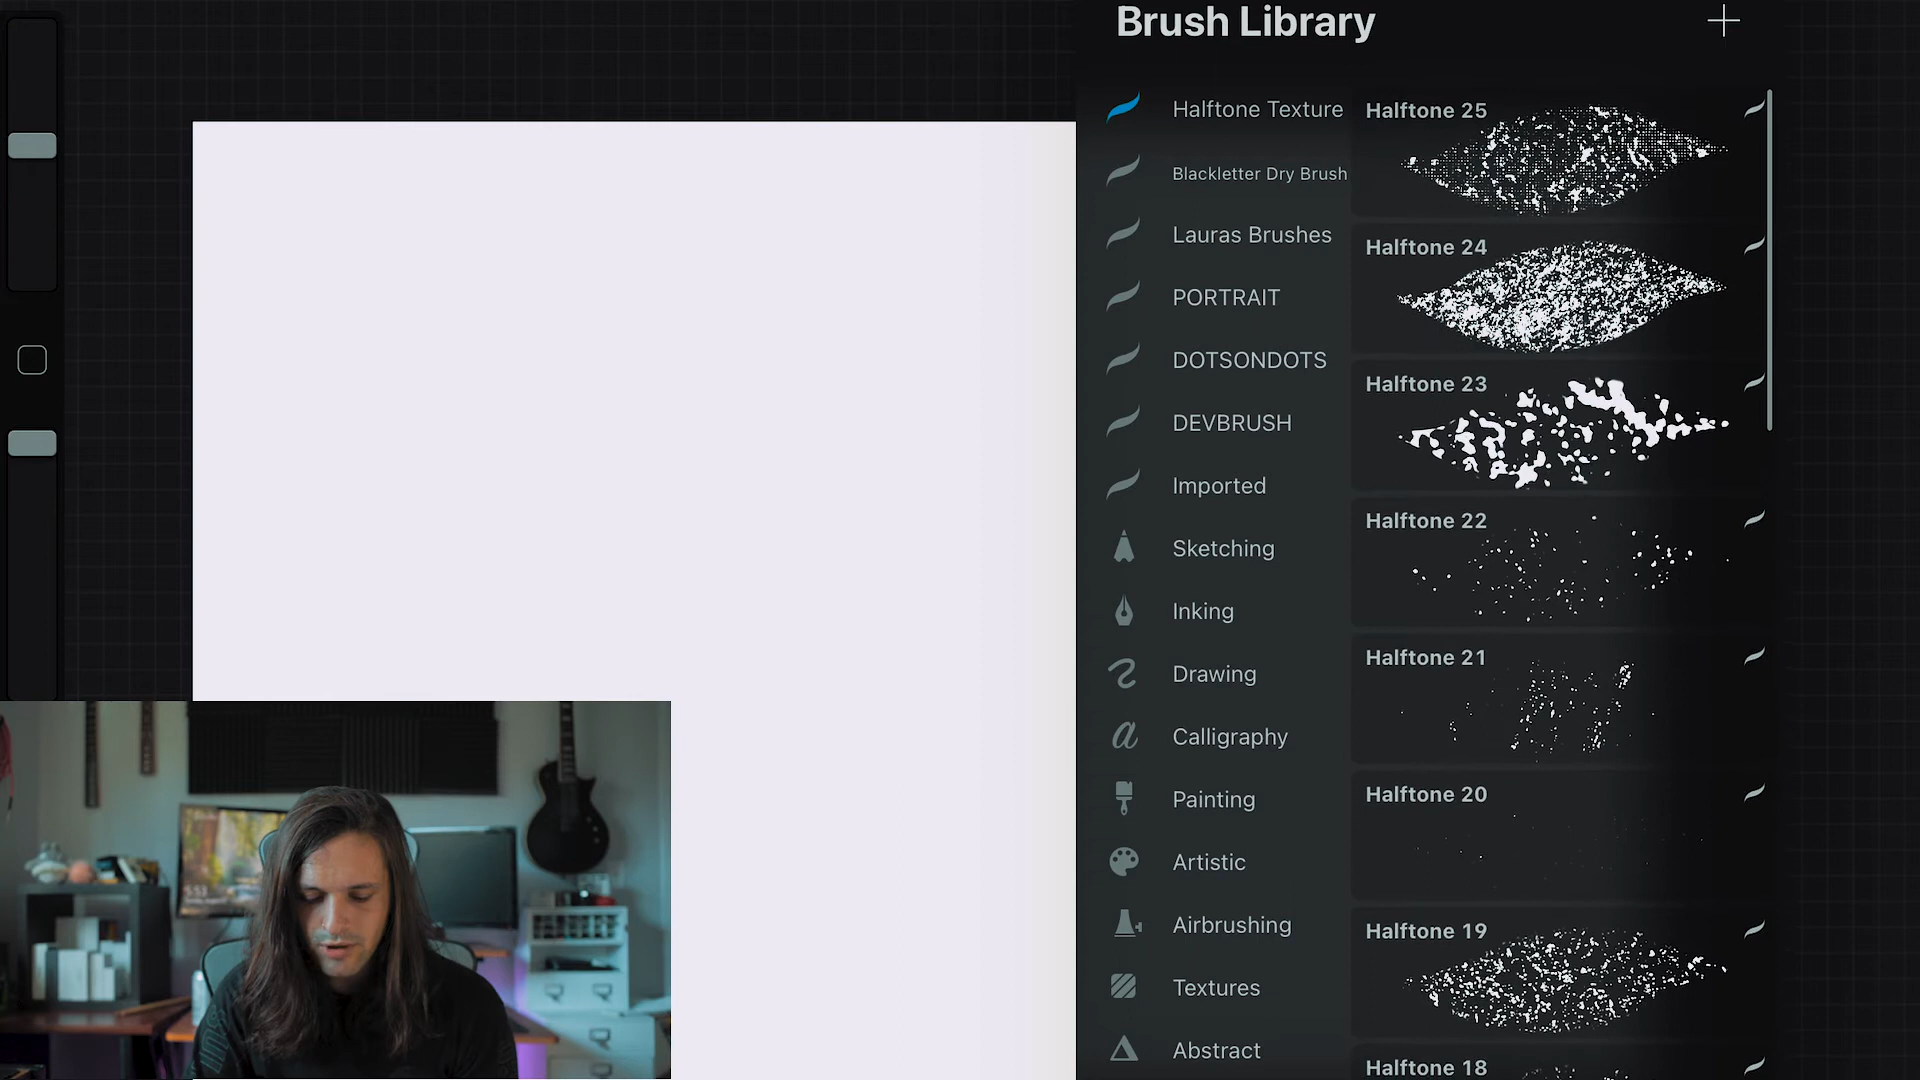 Brush Library
Halftone Texture
Blackletter Dry Brush
Lauras Brushes
PORTRAIT
DOTSONDOTS
DEVBRUSH
Imported
Sketching
Inking
Drawing
Calligraphy
Painting
Artistic
Airbrushing
Textures
Abstract
Halftone 25
Halftone 24
Halftone 23
Halftone 22
Halftone 21
Halftone 20
Halftone 19
Halftone 18
5:53